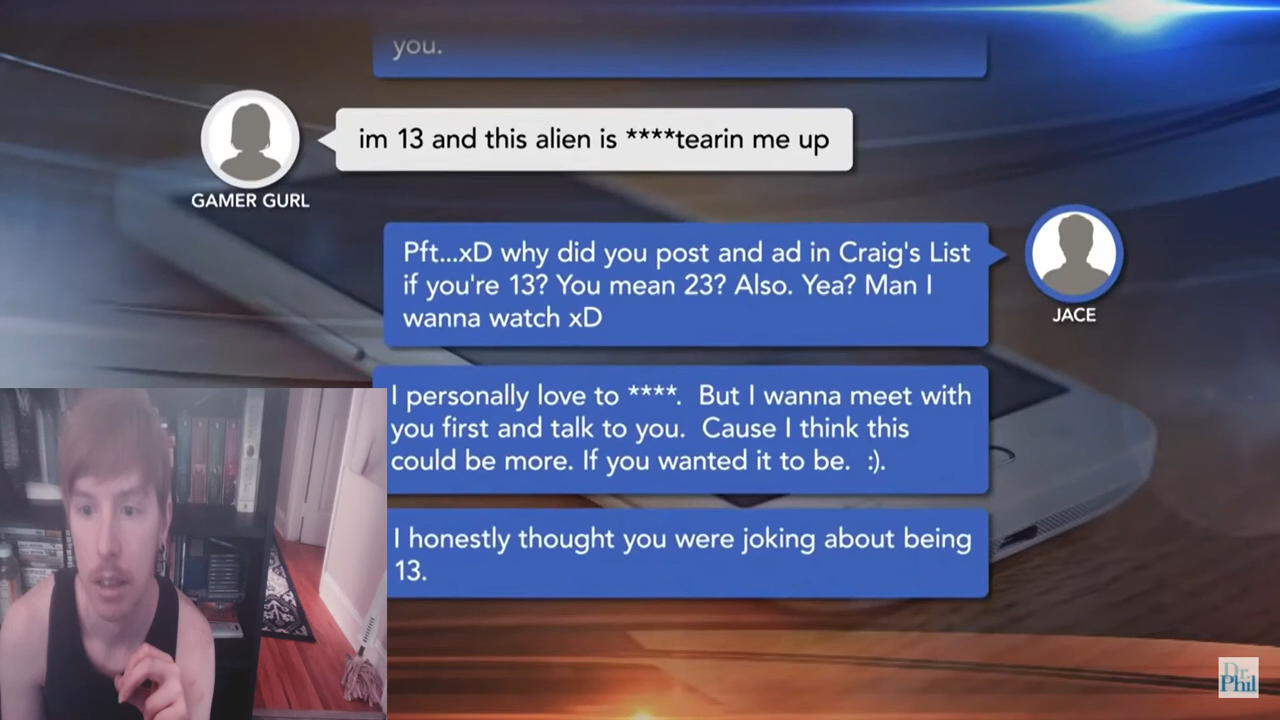 you.
im 13 and this alien is ****tearin me up
GAMER GURL
Pft...xD why did you post and ad in Craig's List
if you're 13? You mean 23? Also. Yea? Man I
wanna watch xD
JACE
I personally love to ****. But I wanna meet with
you first and talk to you. Cause I think this
could be more. If you wanted it to be. :).
I honestly thought you were joking about being
13.
Dr.
Phil